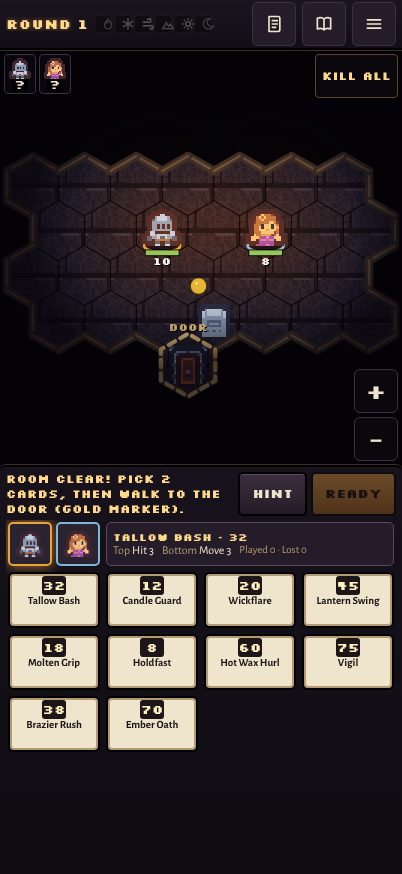 ROUND 1
?
?
KILL ALL
10
8
DOOR
+
-
ROOM CLEAR! PICK 2
CARDS, THEN WALK TO THE
DOOR (GOLD MARKER).
HINT
READY
TALLOW BASH - 32
Top Hit 3 Bottom Move 3 Played 0 · Lost 0
32
Tallow Bash
12
Candle Guard
20
Wickflare
45
Lantern Swing
18
Molten Grip
8
Holdfast
60
Hot Wax Hurl
75
Vigil
38
Brazier Rush
70
Ember Oath